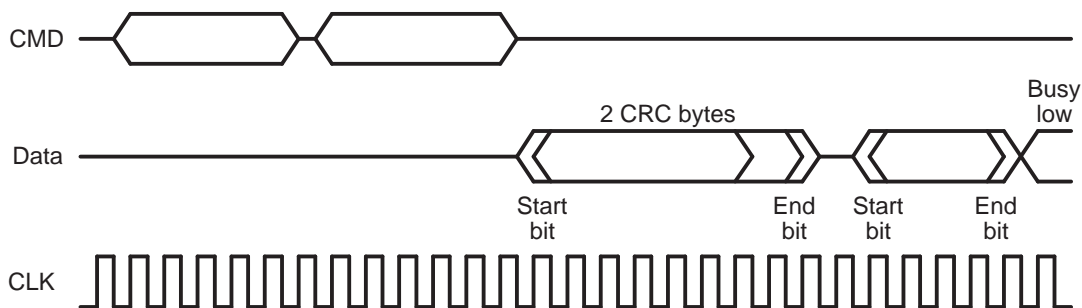 CMD
2 CRC bytes
Busy
low
Data
Start
bit
End
bit
Start
bit
End
bit
CLK